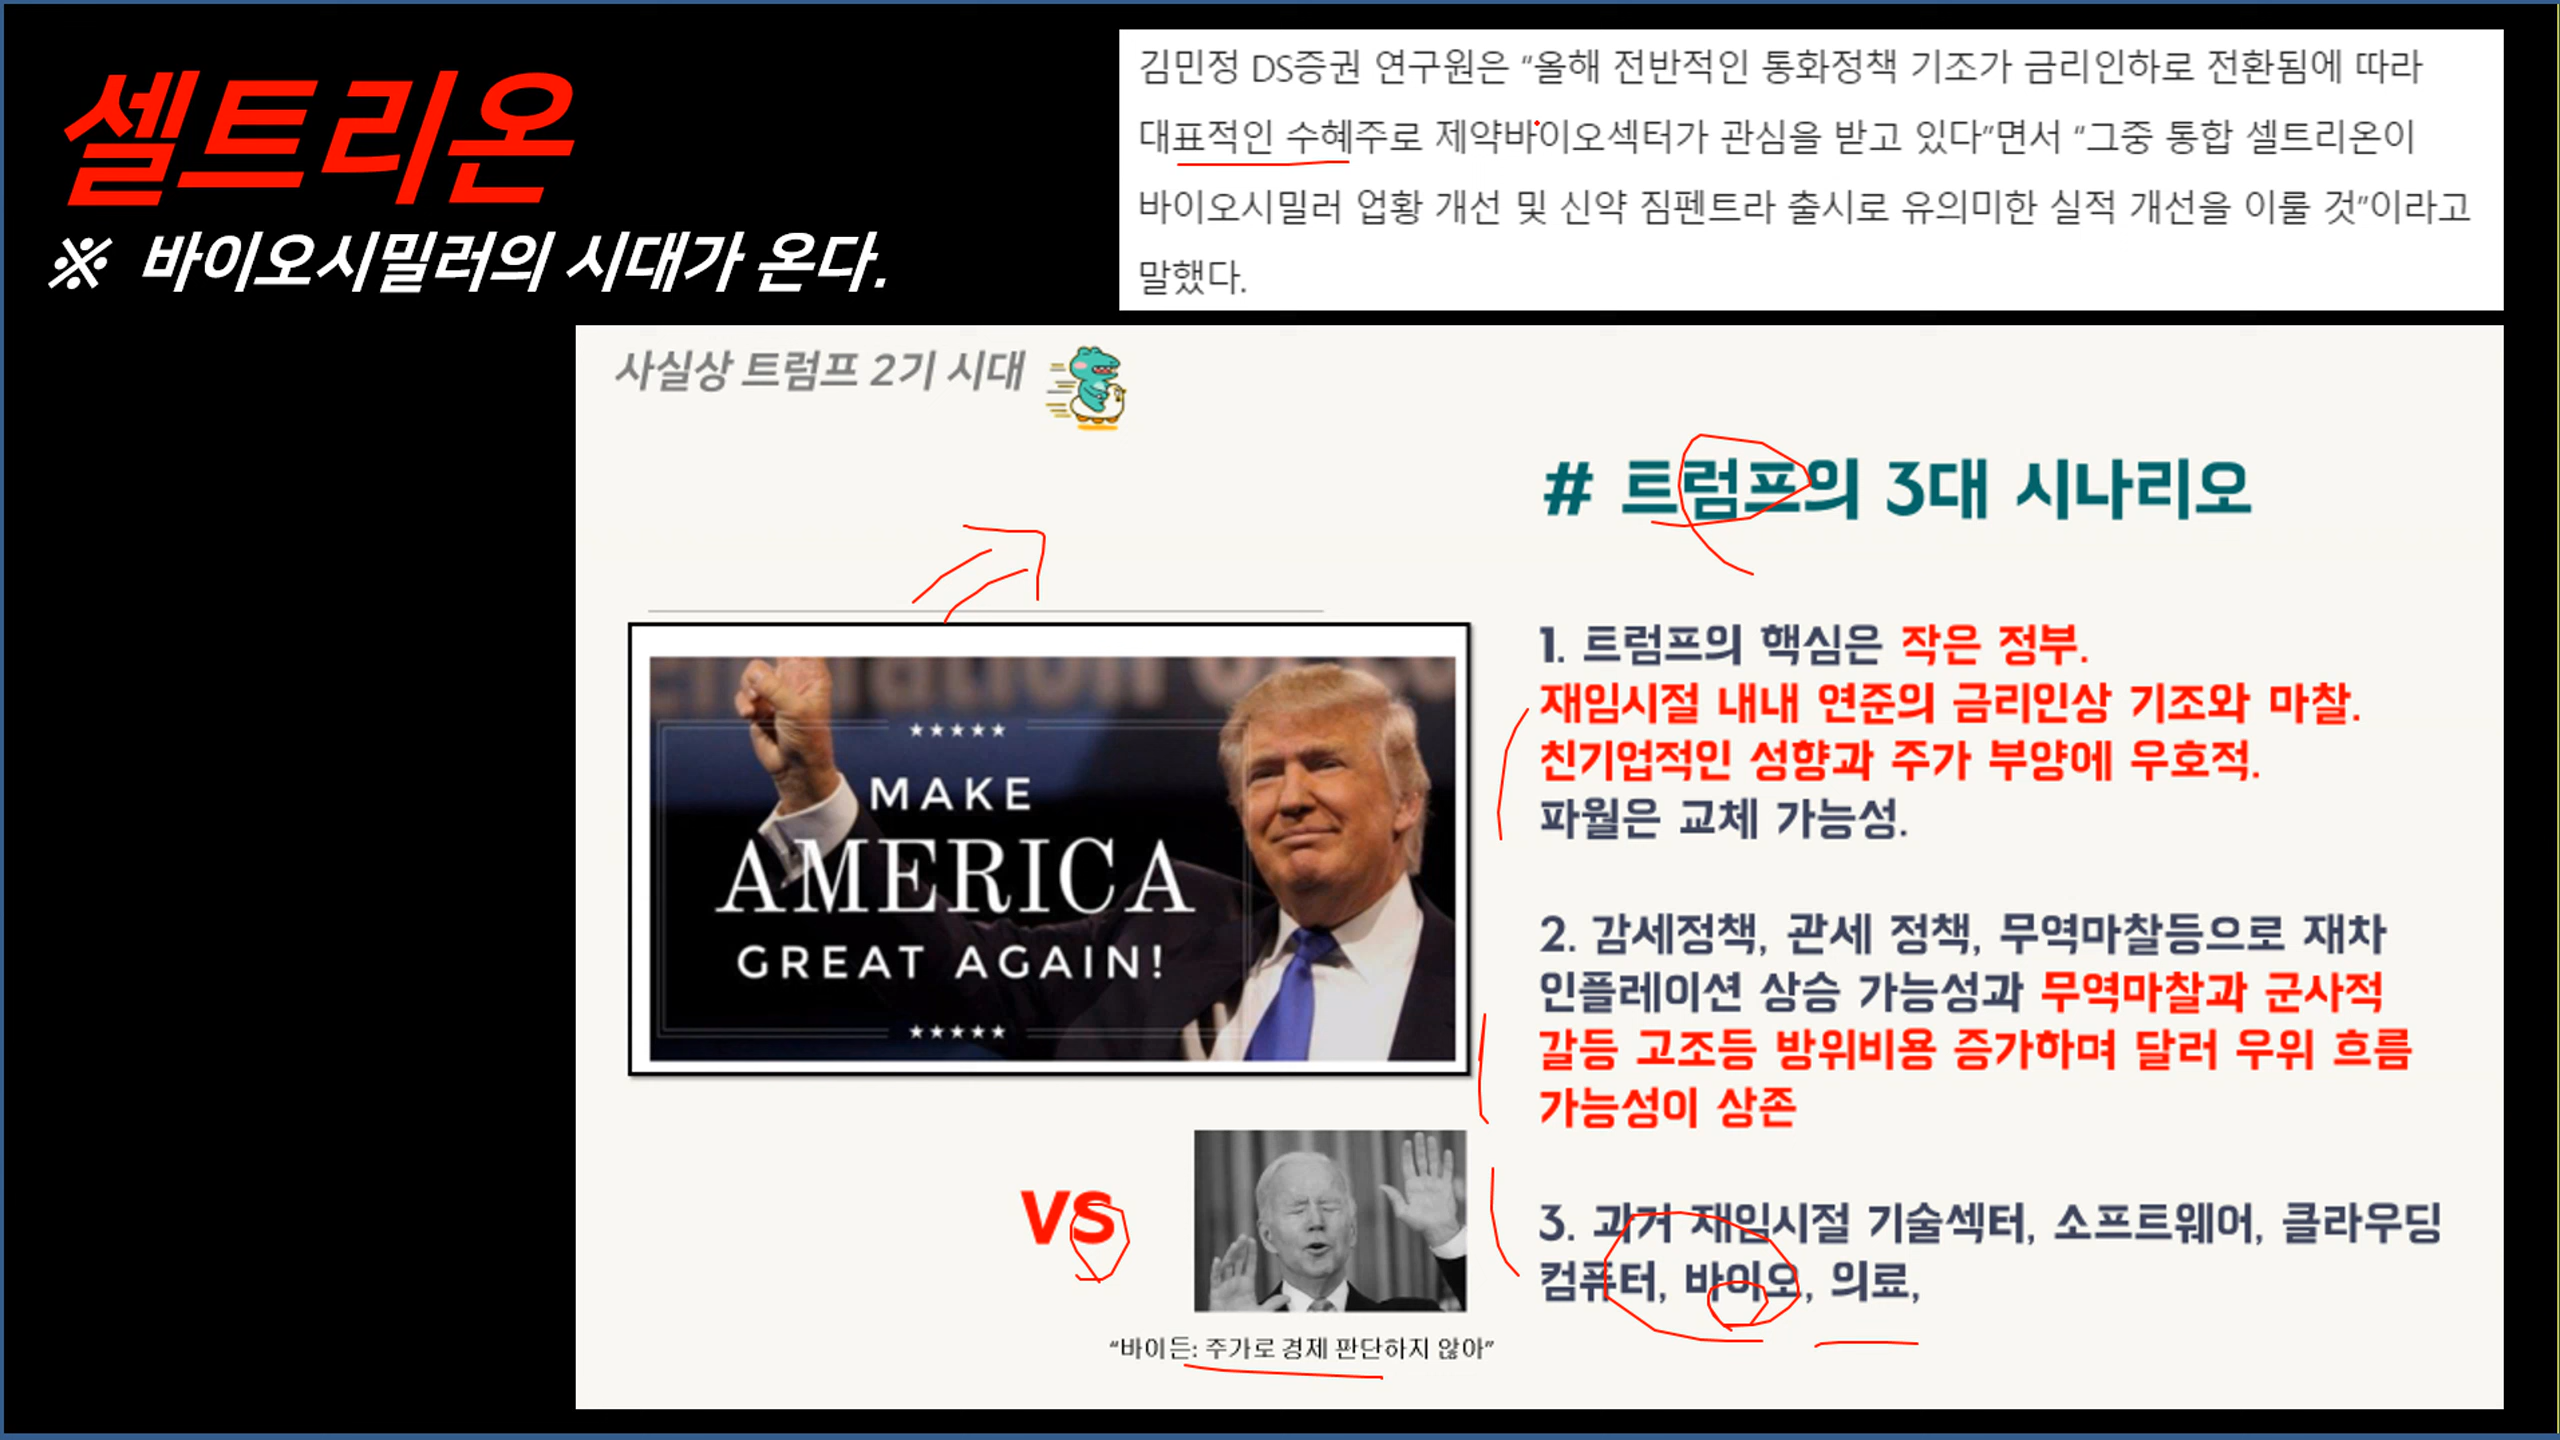 셀트리온
※ 바이오시밀러의 시대가 온다.
김민정 DS증권 연구원은 “올해 전반적인 통화정책 기조가 금리인하로 전환됨에 따라
대표적인 수혜주로 제약바이오섹터가 관심을 받고 있다”면서 “그중 통합 셀트리온이
바이오시밀러 업황 개선 및 신약 짐펜트라 출시로 유의미한 실적 개선을 이룰 것”이라고
말했다.
사실상 트럼프 2기 시대
# 트럼프의 3대 시나리오
MAKE
AMERICA
GREAT AGAIN!
1. 트럼프의 핵심은 작은 정부.
재임시절 내내 연준의 금리인상 기조와 마찰.
친기업적인 성향과 주가 부양에 우호적.
파월은 교체 가능성.
2. 감세정책, 관세 정책, 무역마찰등으로 재차
인플레이션 상승 가능성과 무역마찰과 군사적
갈등 고조등 방위비용 증가하며 달러 우위 흐름
가능성이 상존
3. 과거 재임시절 기술섹터, 소프트웨어, 클라우딩
컴퓨터, 바이오, 의료,
VS
“바이든: 주가로 경제 판단하지 않아”